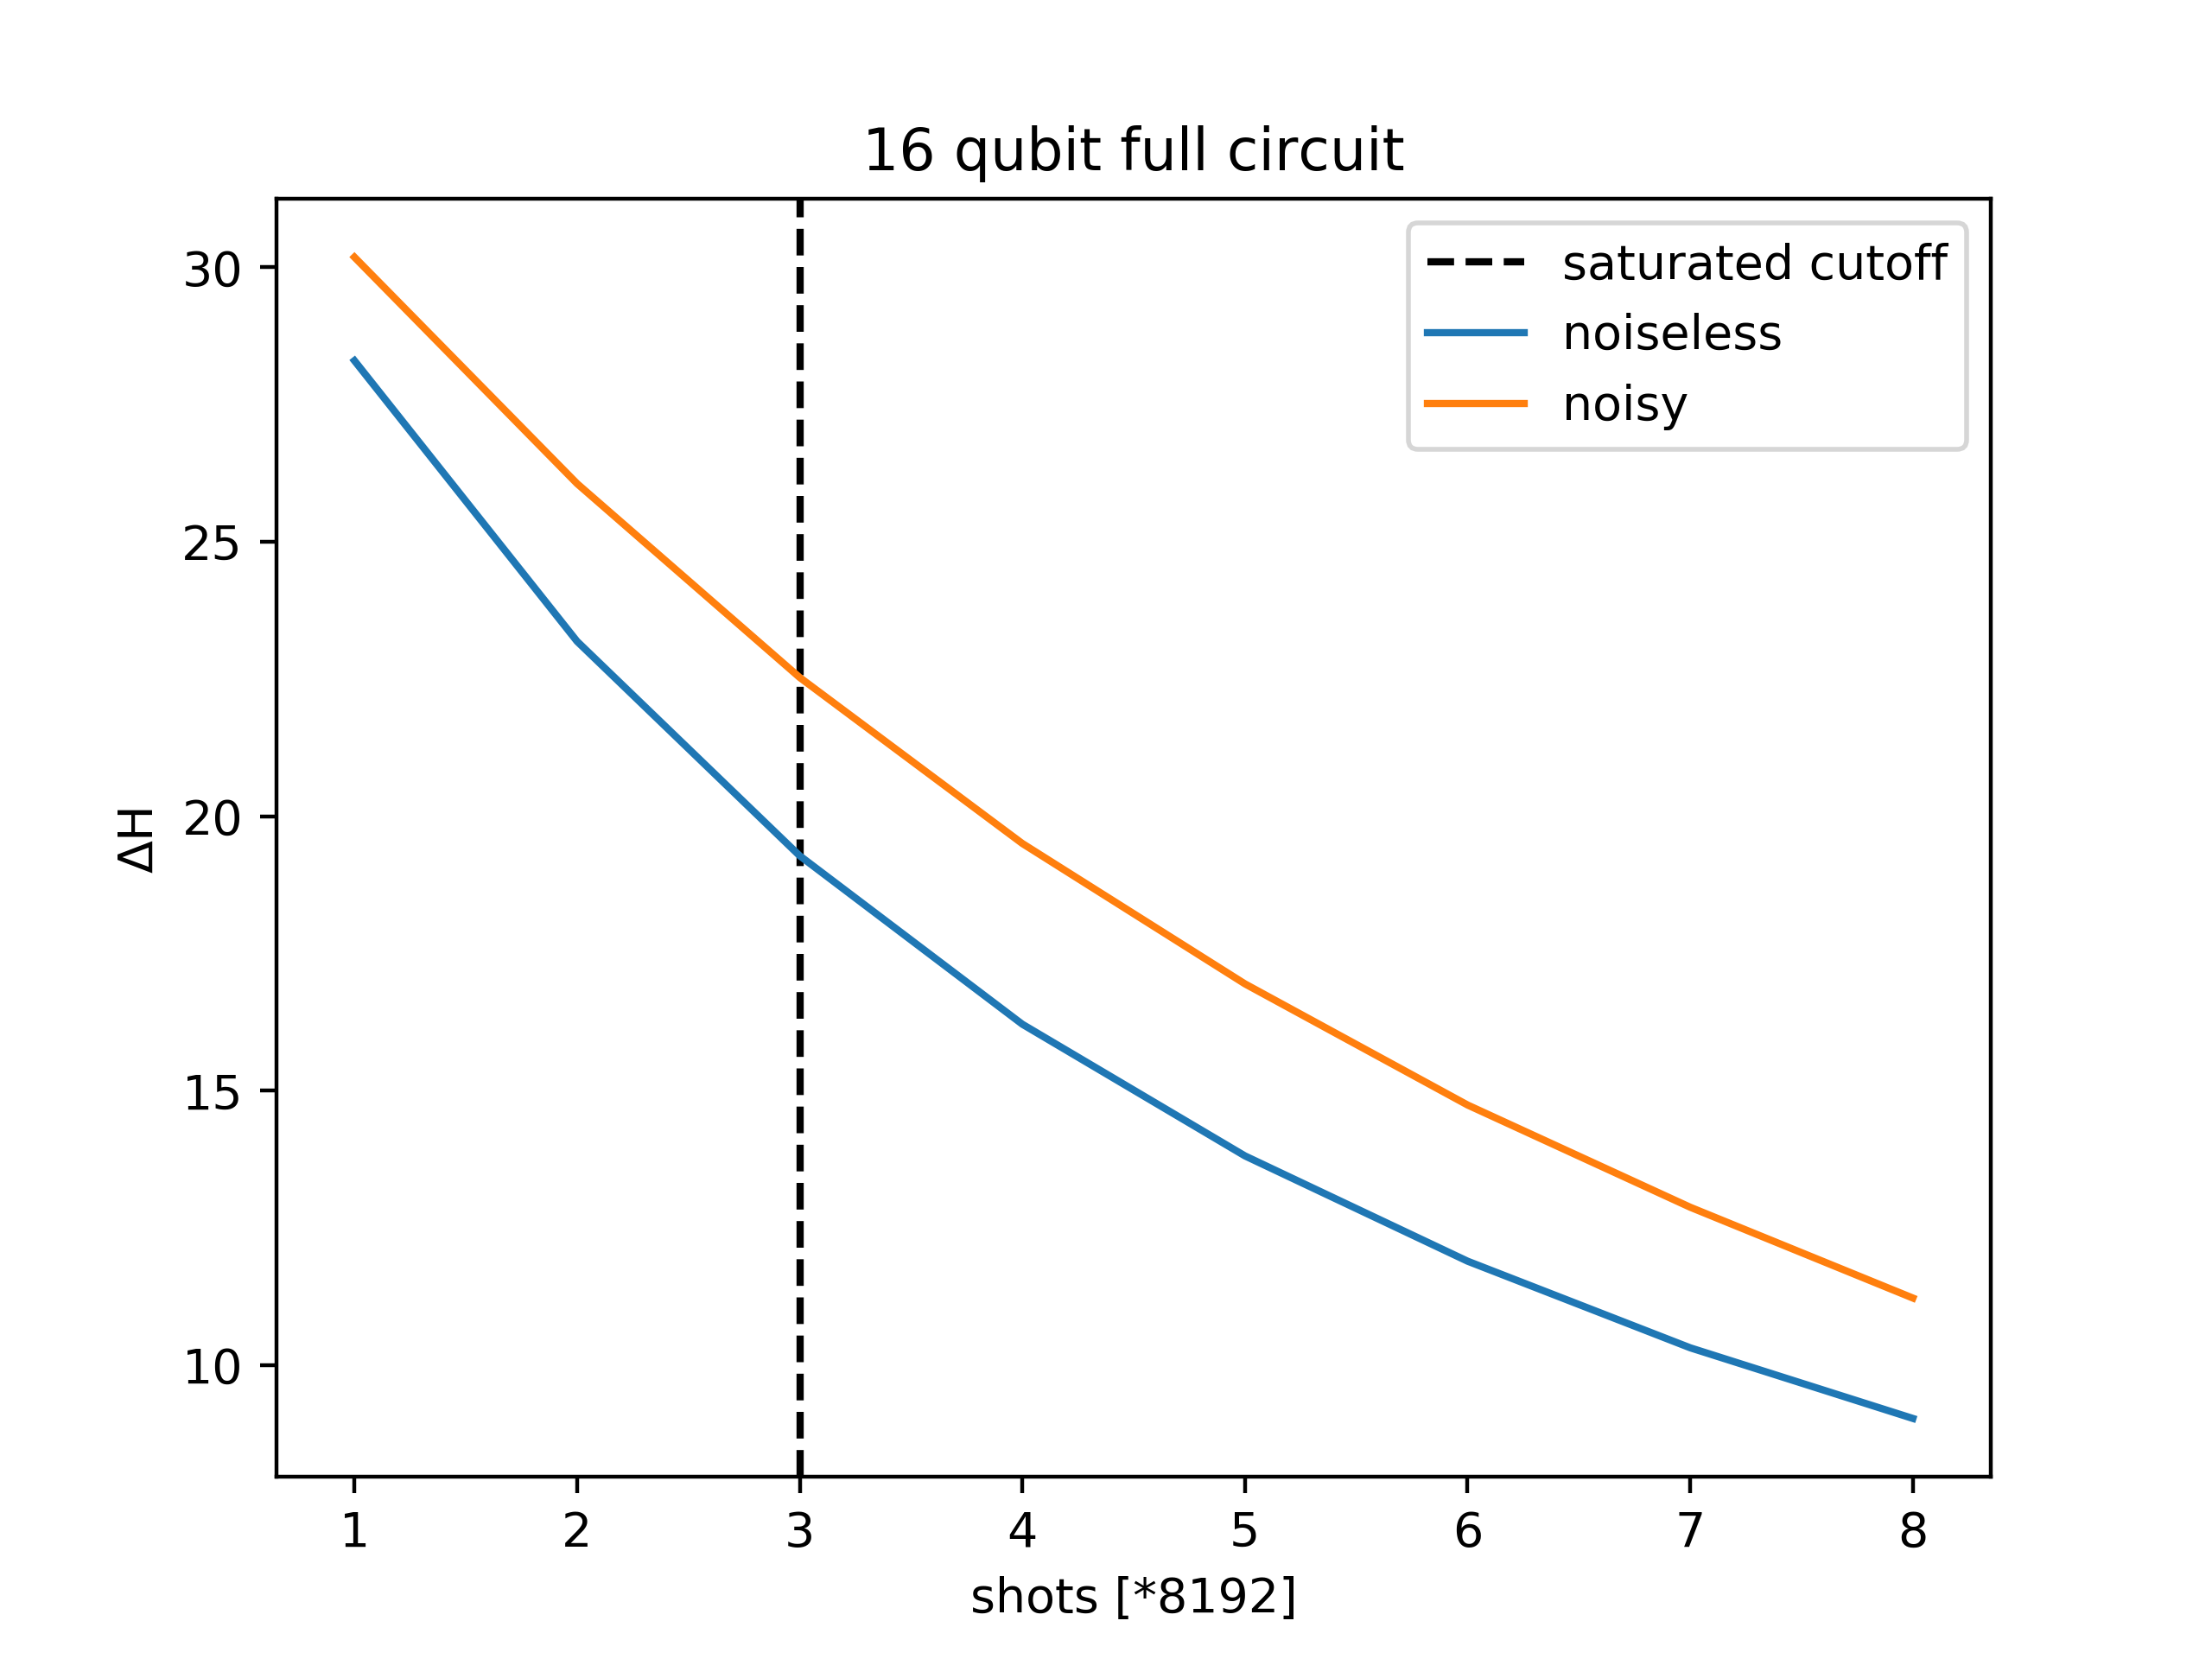 16 qubit full circuit
saturated cutoff
noiseless
noisy
30
25
20
15
10
ΔH
1 2 3 4 5 6 7 8
shots [*8192]